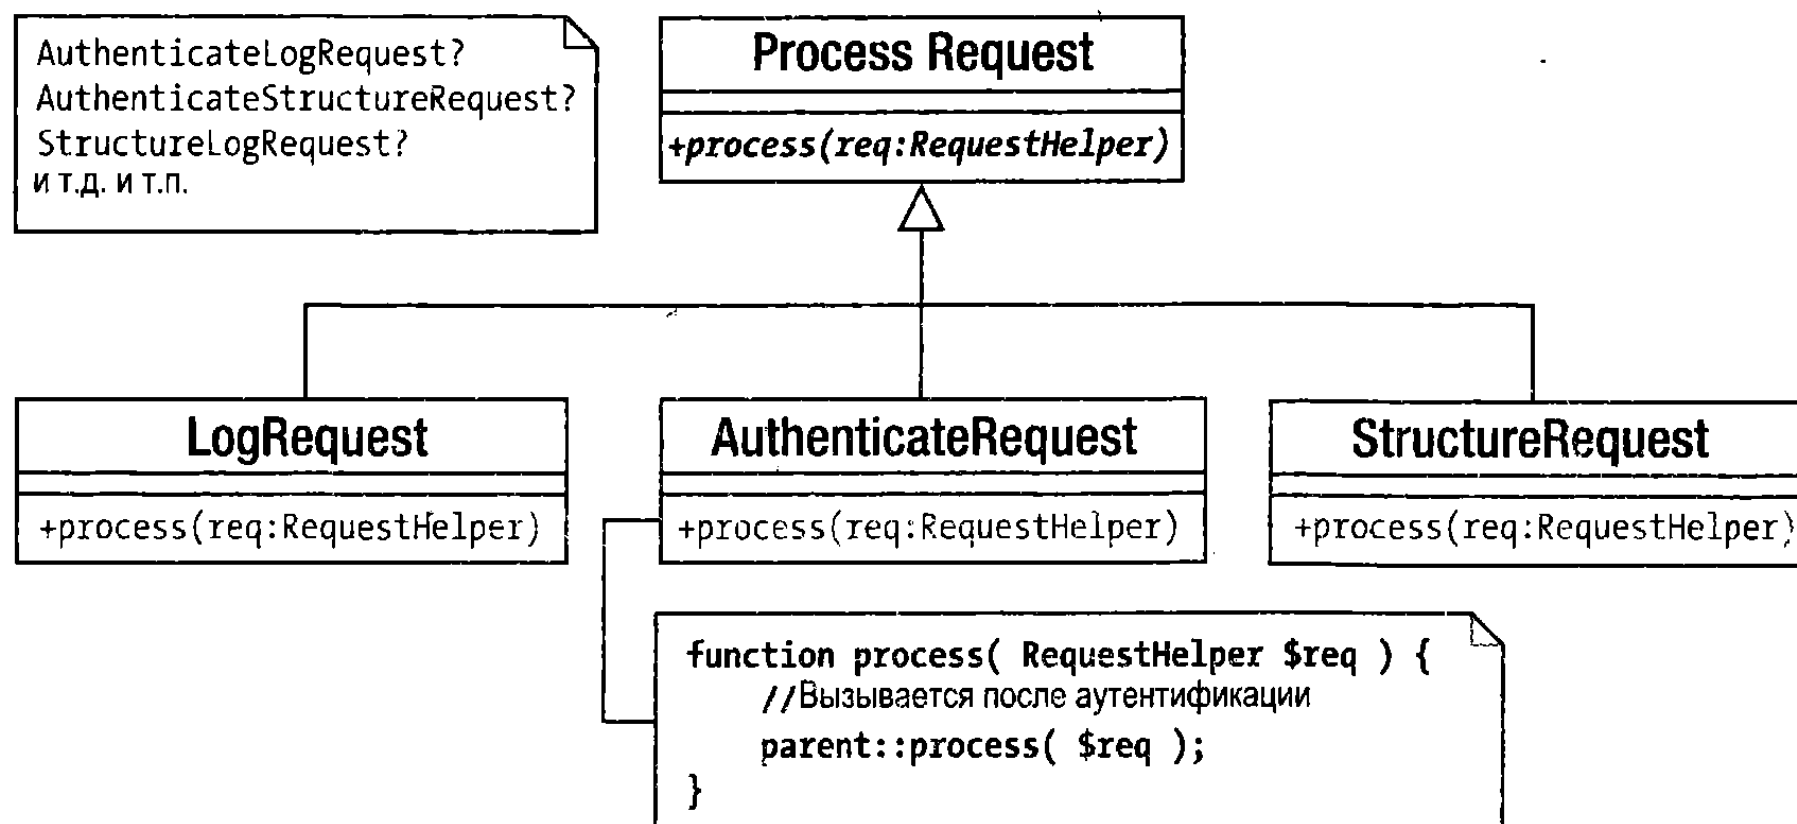 AuthenticateLogRequest?
AuthenticateStructureRequest?
StructureLogRequest?
и т.д. и т.п.
Process Request
+process(req:RequestHelper)
LogRequest
+process(req:RequestHelper)
AuthenticateRequest
+process(req:RequestHelper)
StructureRequest
+process(req:RequestHelper)
function process( RequestHelper $req ) {
//Вызывается после аутентификации
parent::process( $req );
}